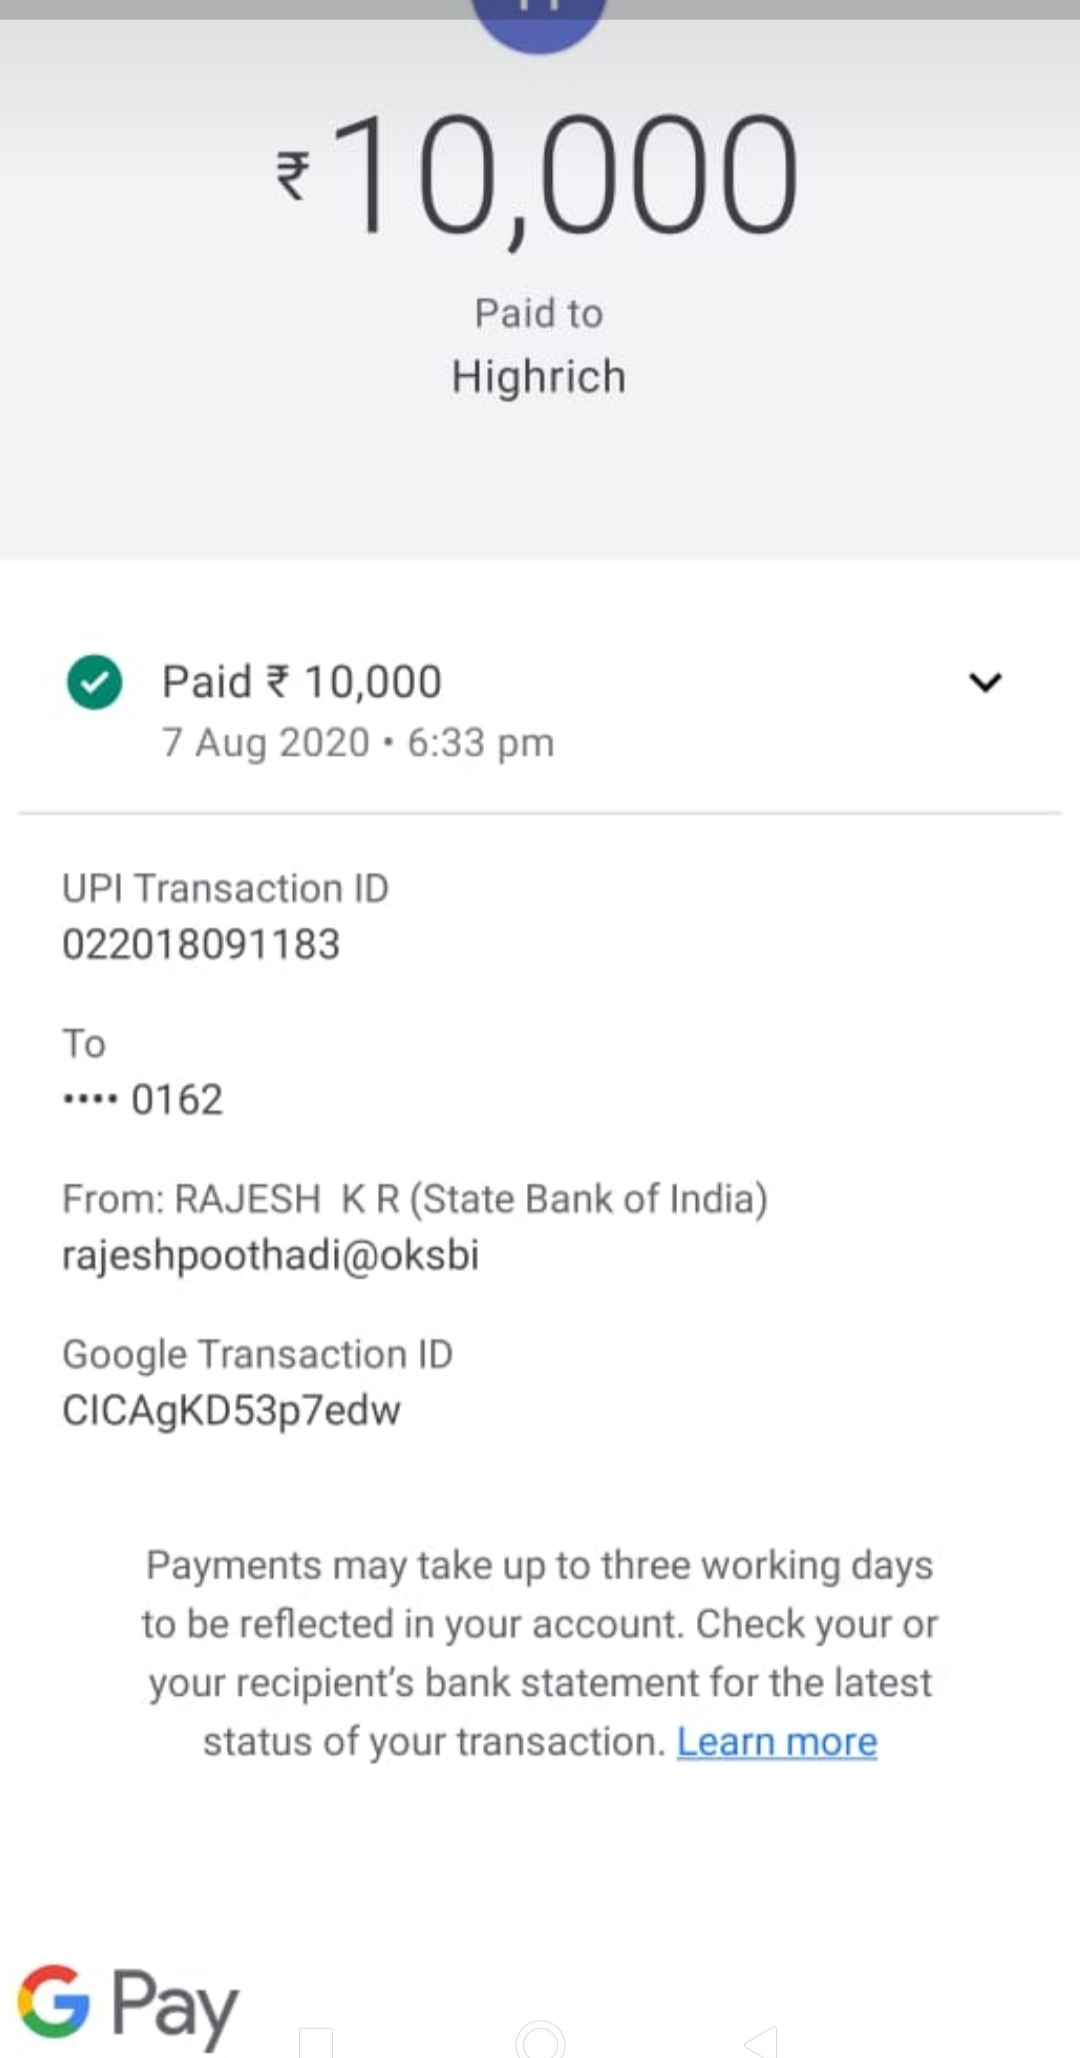 ₹10,000
Paid to
Highrich
Paid ₹ 10,000
7 Aug 2020 • 6:33 pm
UPI Transaction ID
022018091183
To
•••• 0162
From: RAJESH  K R (State Bank of India)
rajeshpoothadi@oksbi
Google Transaction ID
CICAgKD53p7edw
Payments may take up to three working days
to be reflected in your account. Check your or
your recipient's bank statement for the latest
status of your transaction. Learn more
G Pay